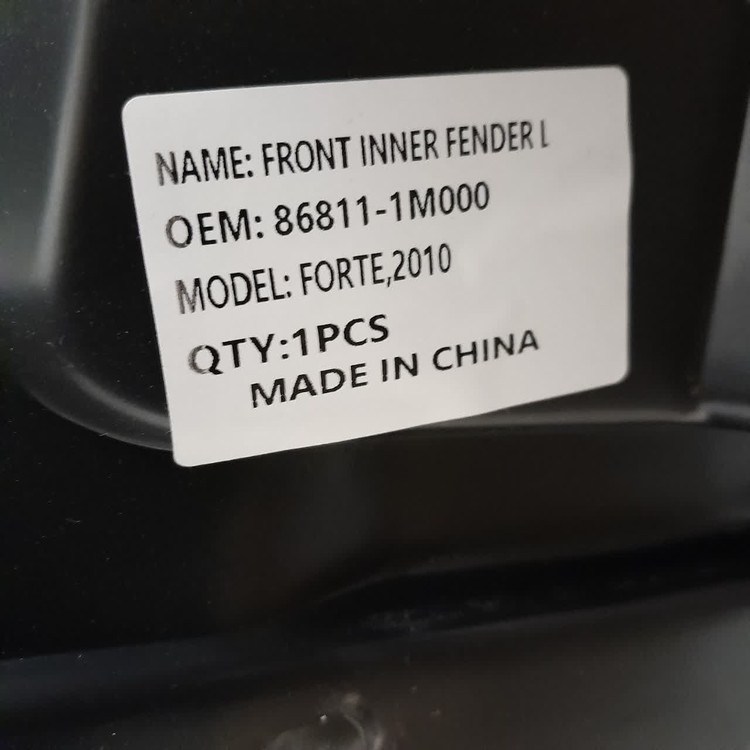 NAME: FRONT INNER FENDER L
OEM: 86811-1M000
MODEL: FORTE,2010
QTY:1PCS
MADE IN CHINA